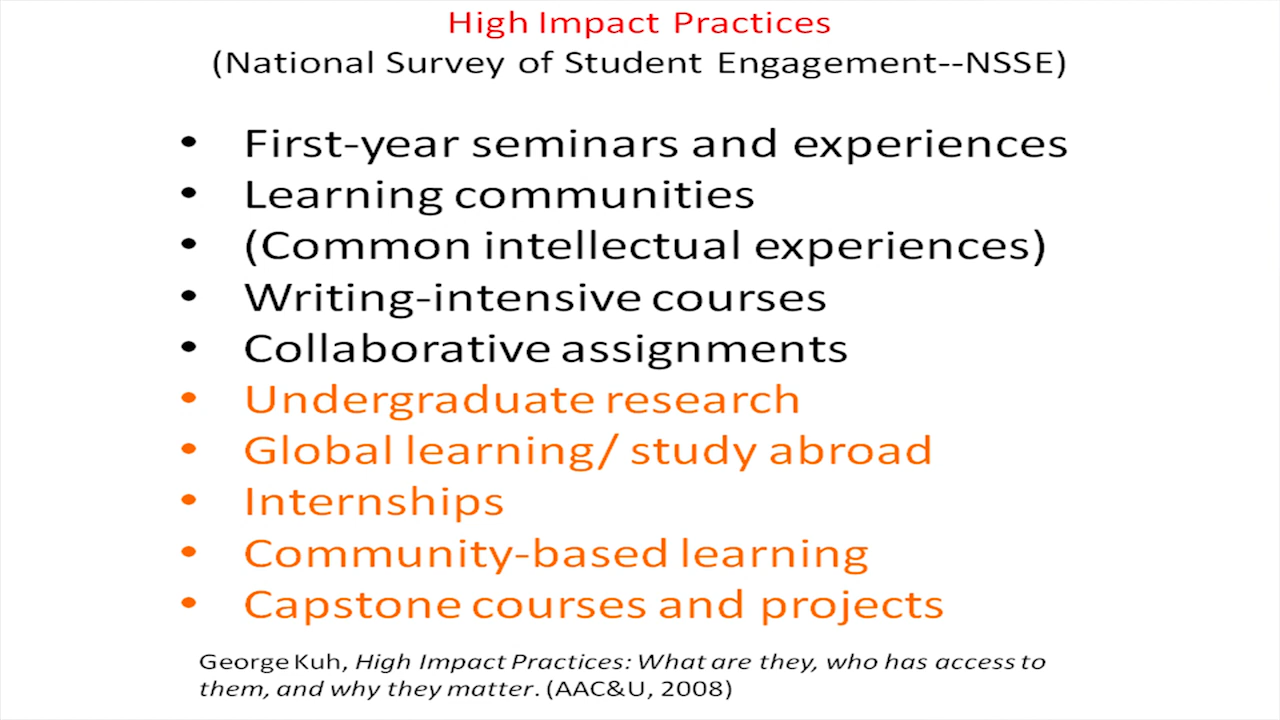 High Impact Practices
(National Survey of Student Engagement--NSSE)
• First-year seminars and experiences
• Learning communities
• (Common intellectual experiences)
• Writing-intensive courses
• Collaborative assignments
• Undergraduate research
• Global learning/ study abroad
• Internships
• Community-based learning
• Capstone courses and projects
George Kuh, High Impact Practices: What are they, who has access to
them, and why they matter. (AAC&U, 2008)